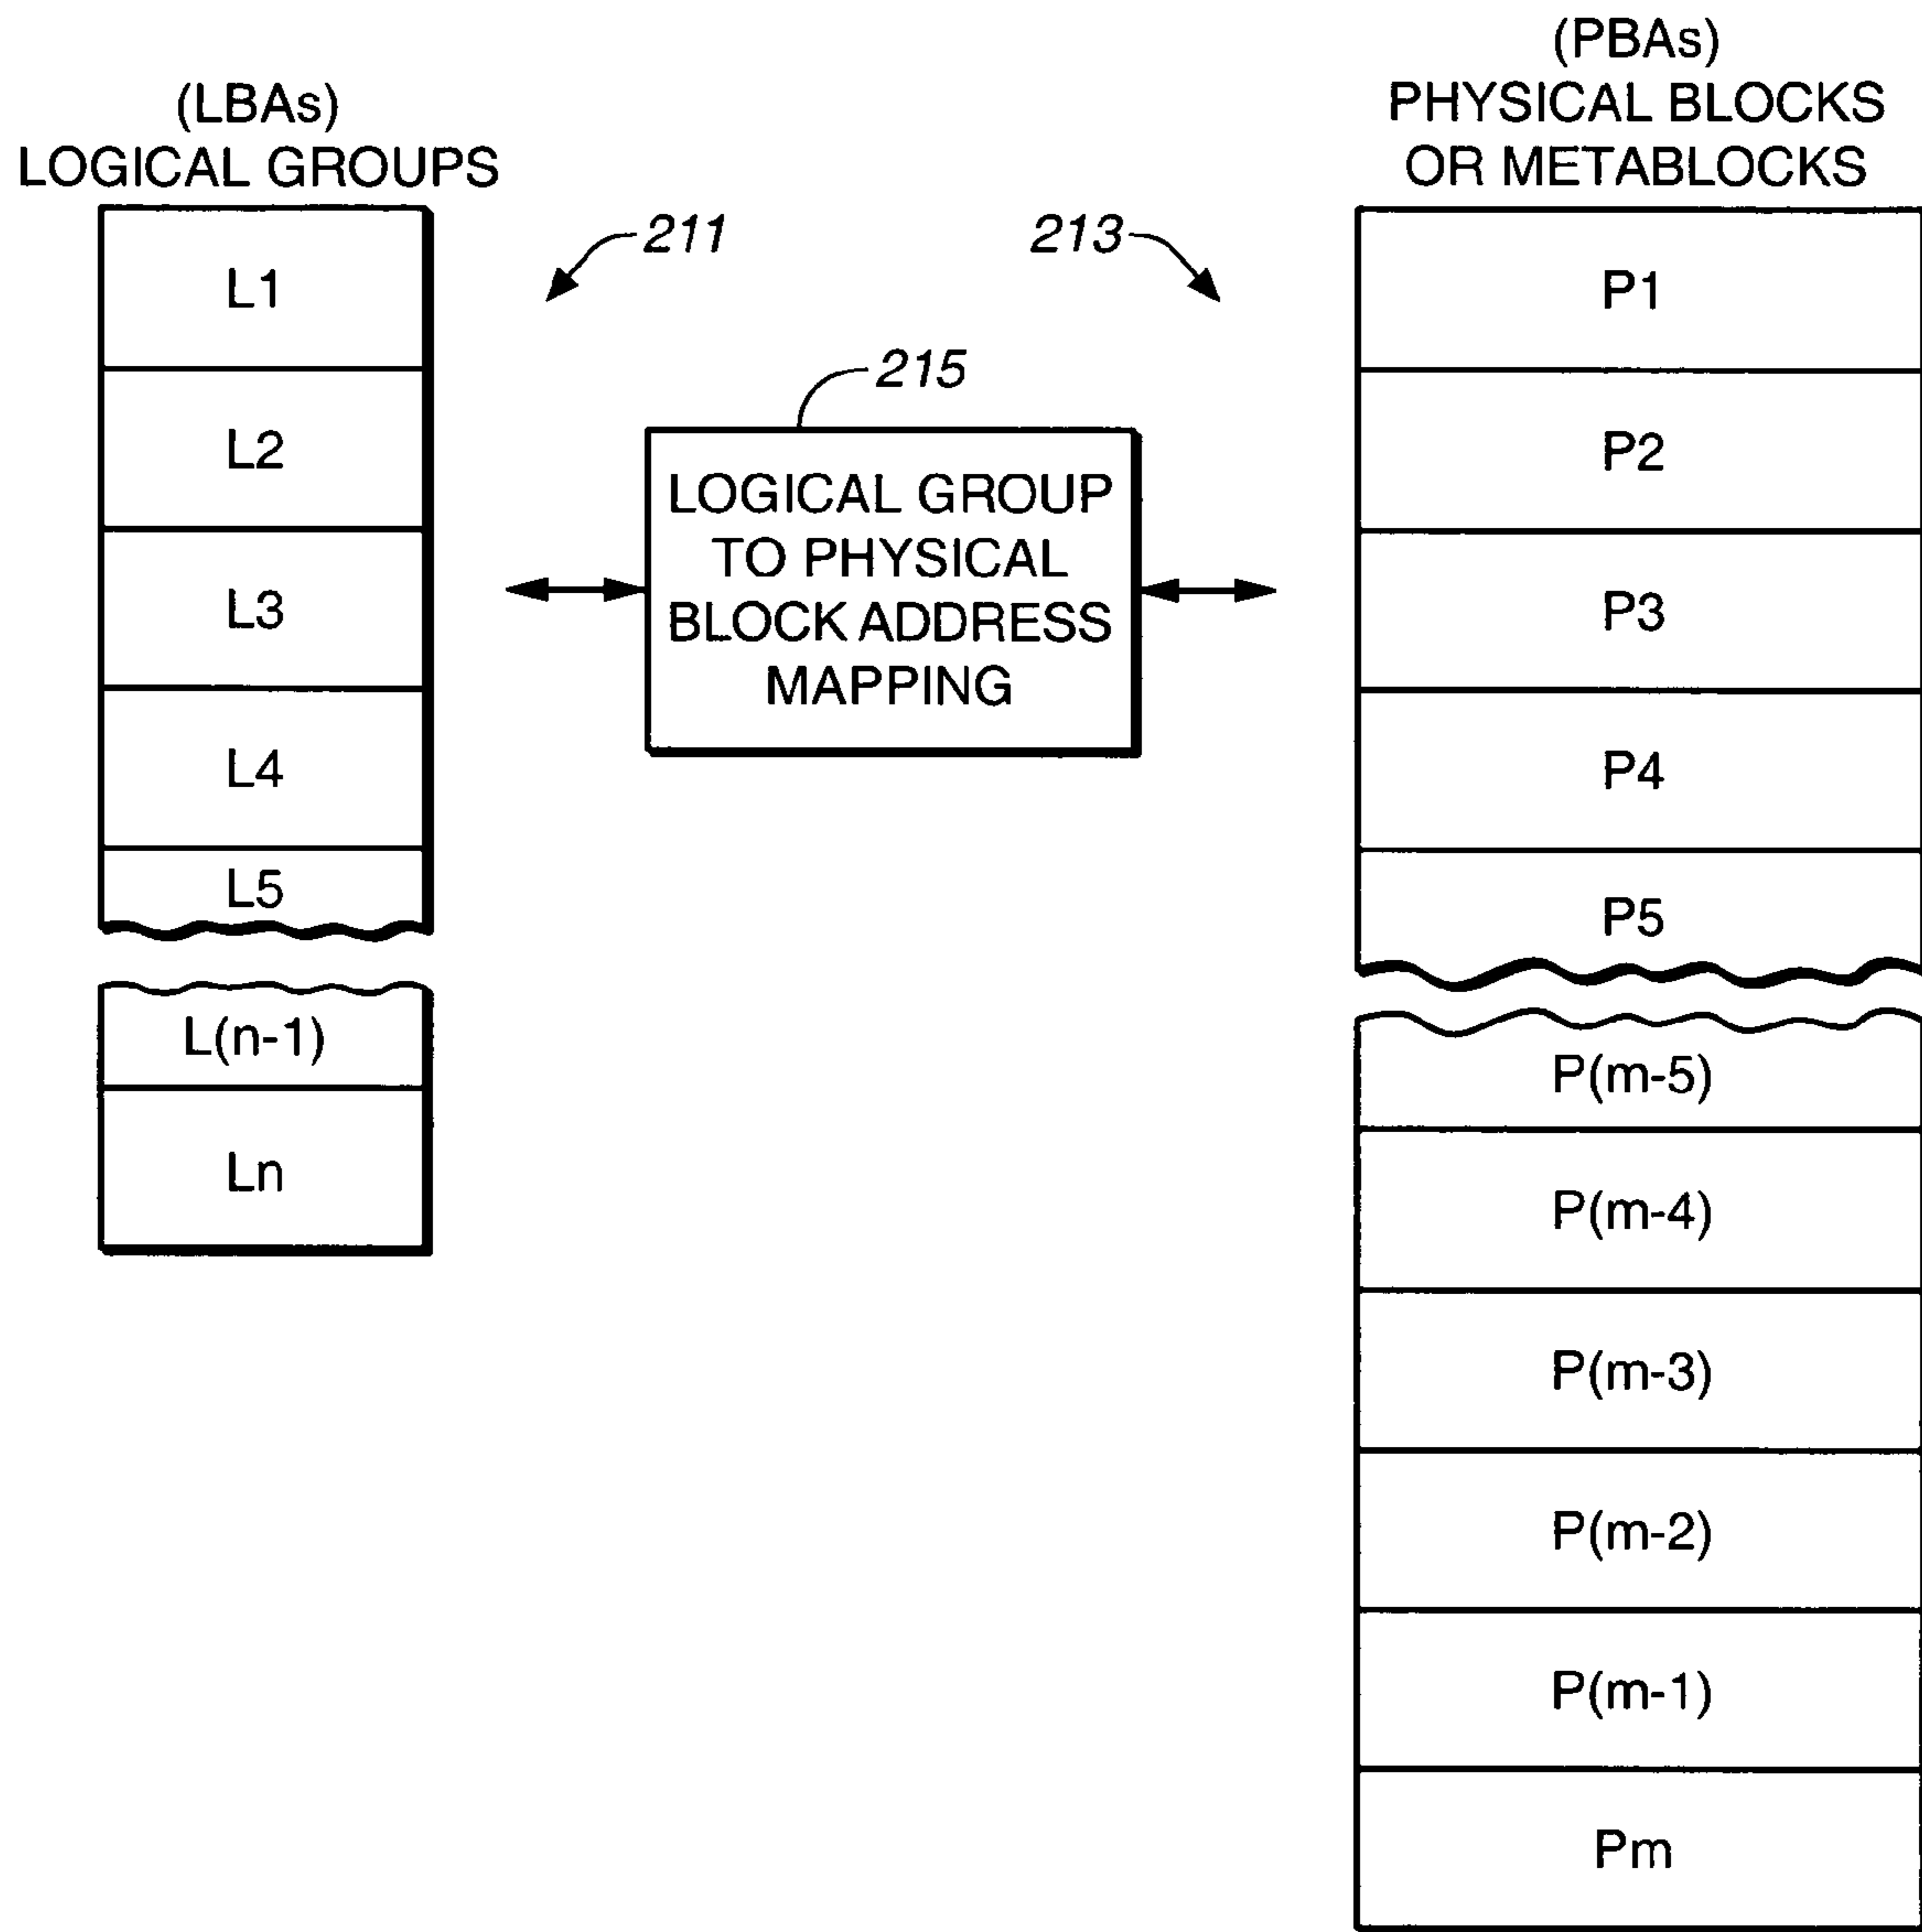 (LBAs)
LOGICAL GROUPS
L1
L2
L3
L4
L5
L(n-1)
Ln
211
213
215
LOGICAL GROUP
TO PHYSICAL
BLOCK ADDRESS
MAPPING
(PBAs)
PHYSICAL BLOCKS
OR METABLOCKS
P1
P2
P3
P4
P5
P(m-5)
P(m-4)
P(m-3)
P(m-2)
P(m-1)
Pm